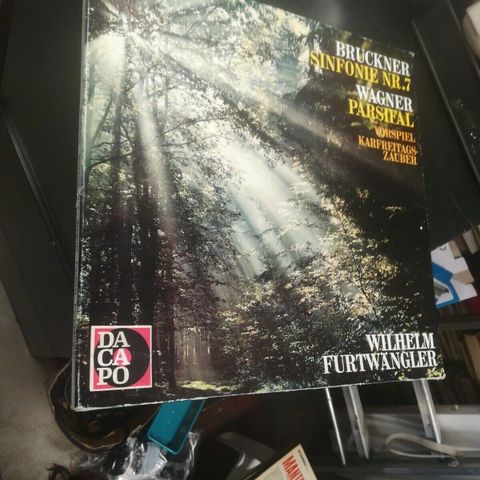 BRUCKNER
SINFONIE NR.7
WAGNER
PARSIFAL
VORSPIEL
KARFREITAGS-
ZAUBER
WILHELM
FURTWÄNGLER
DA
CA
PO